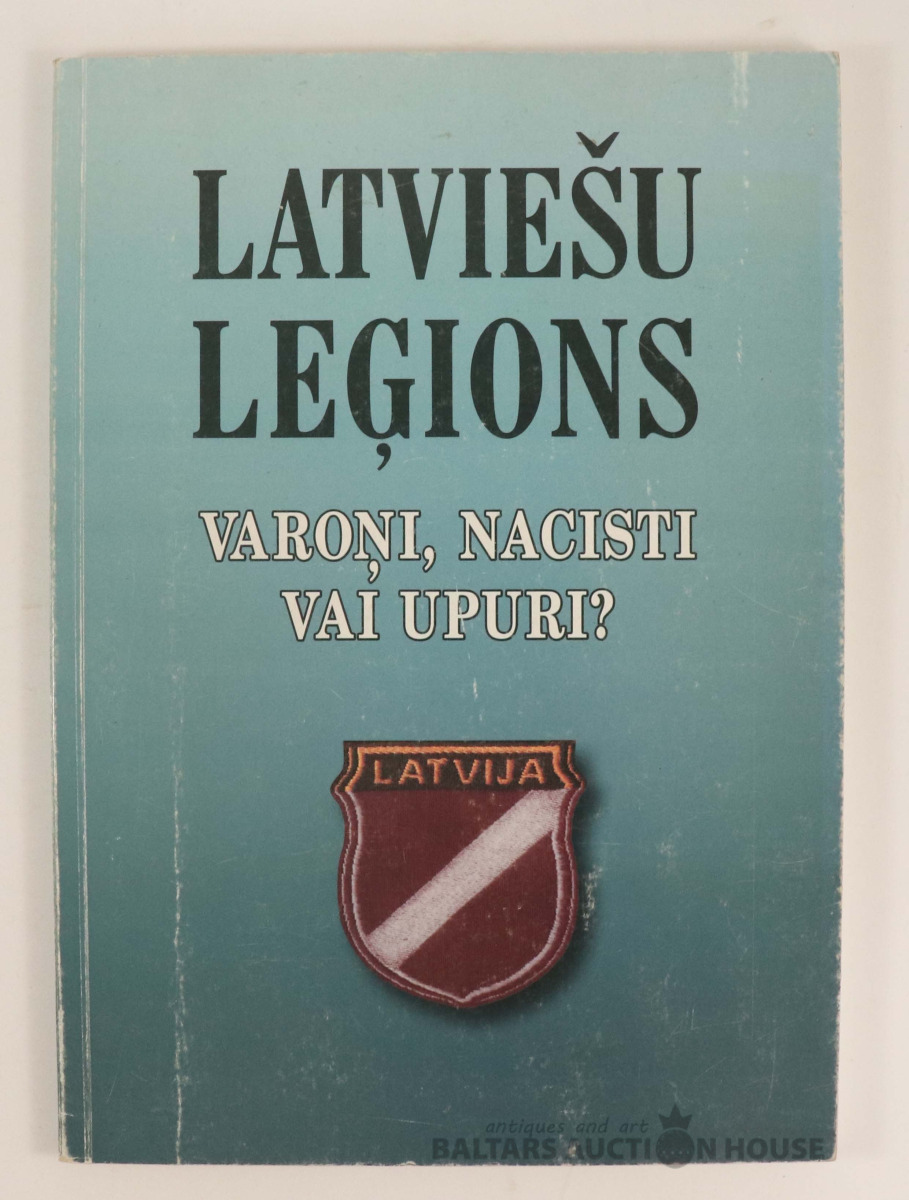 LATVIEŠU
LEĢIONS
VAROŅI, NACISTI
VAI UPURI?
LATVIJA
antiques and art
BALTARS AUCTION HOUSE